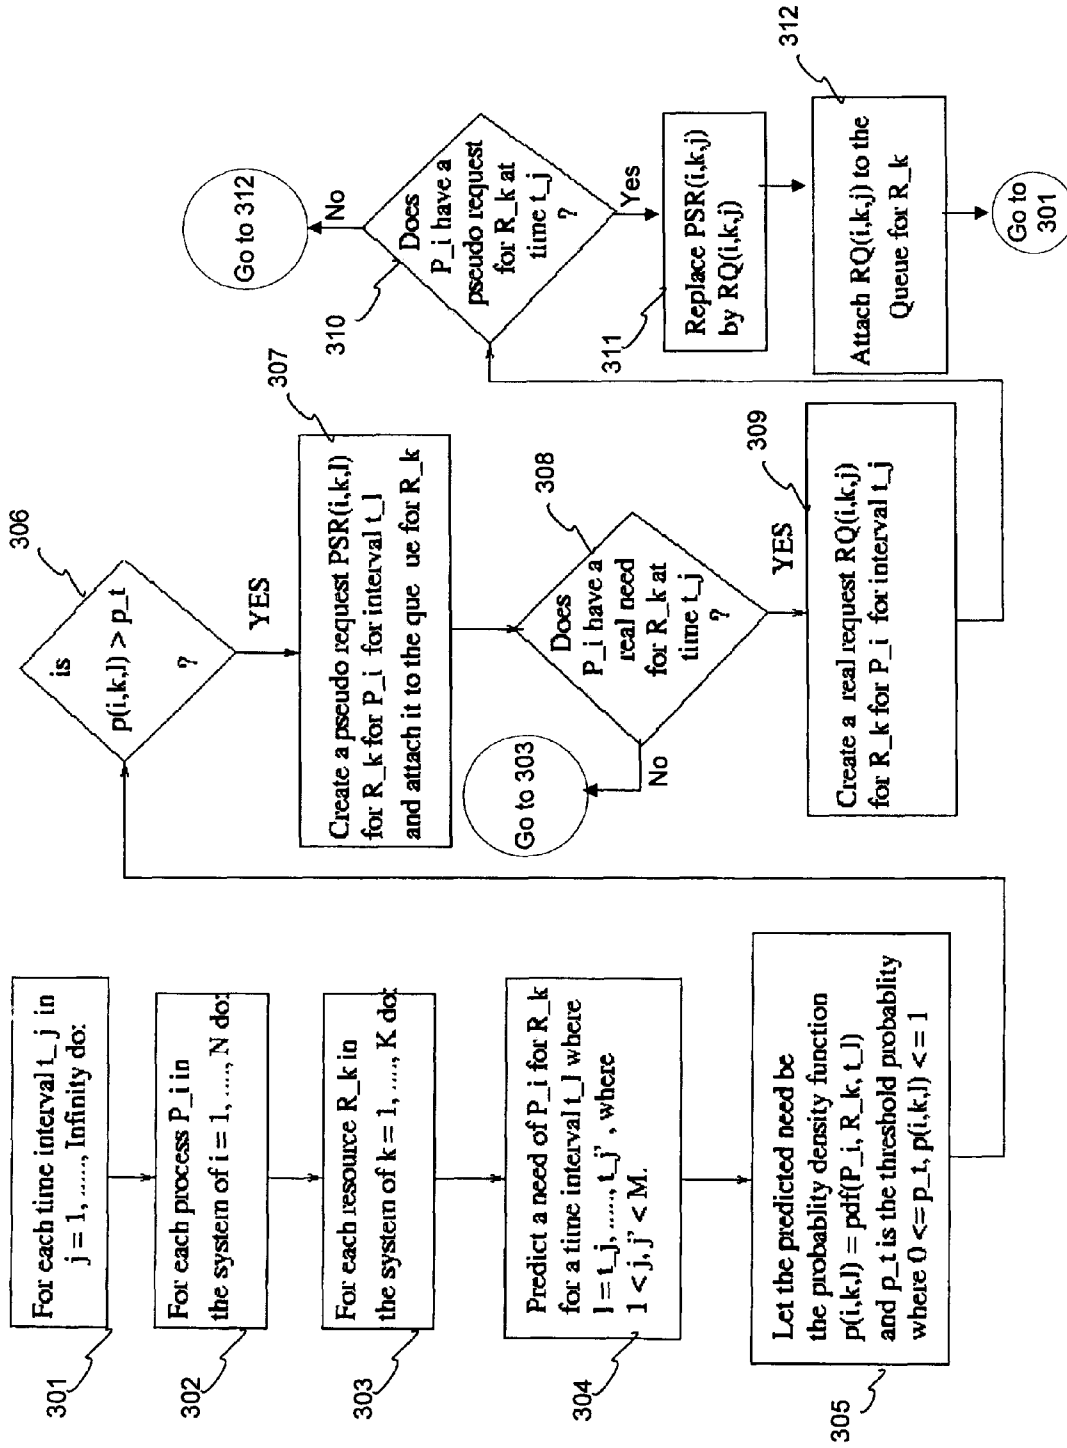 For each time interval t_ j in
j = 1, ......, Infinity do:
301
For each process P_i in
the system of i = 1, ...., N do:
302
For each resource R_k in
the system of k = 1, ...., K do:
303
Predict a need of P_i for R_k
for a time interval t_l where
l = t_j, ....., t_j' , where
1 < j, j' < M.
304
Let the predicted need be
the probablity density function
p(i,k,l) = pdf(P_i, R_k, t_l)
and p_t is the threshold probablity
where 0 <= p_t, p(i,k,l) <= 1
305
is
p(i,k,l) > p_t
?
306
YES
Create a pseudo request PSR(i,k,l)
for R_k for P_i for interval t_l
and attach it to the que ue for R_k
307
Does
P_i have a
real need
for R_k at
time t_j
?
308
No
Go to 303
YES
Create a real request RQ(i,k,j)
for R_k for P_i for interval t_j
309
Does
P_i have a
pseudo request
for R_k at
time t_j
?
310
No
Go to 312
Yes
Replace PSR(i,k,j)
by RQ(i,k,j)
311
Attach RQ(i,k,j) to the
Queue for R_k
312
Go to
301